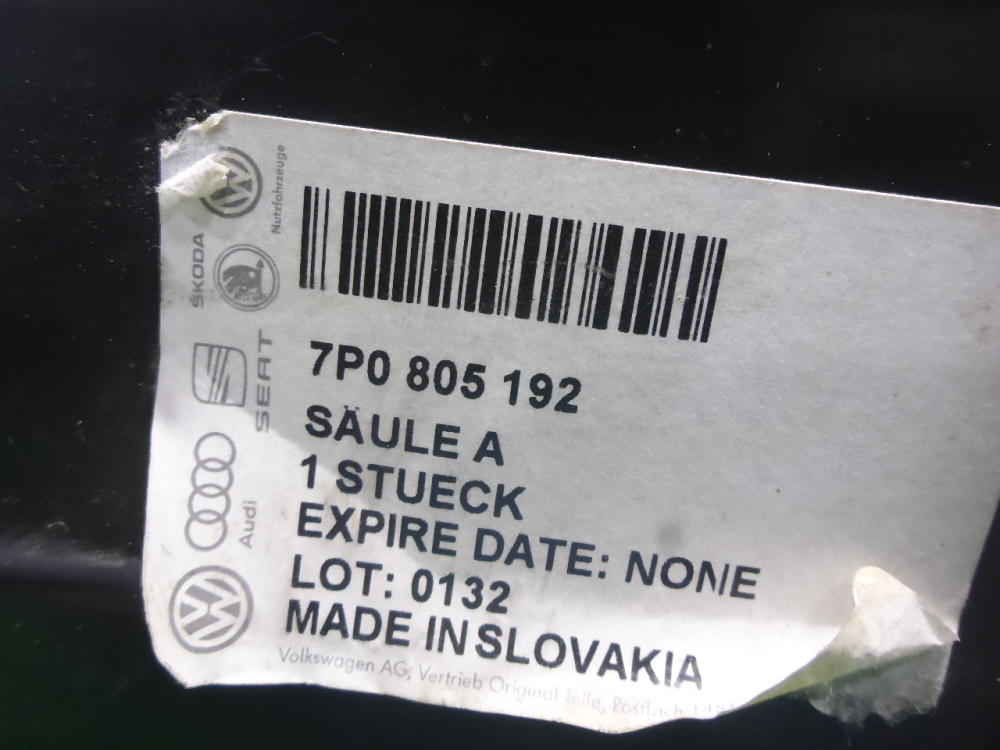 Nutzfahrzeuge
ŠKODA
SEAT
Audi
7P0 805 192
SÄULE A
1 STUECK
EXPIRE DATE: NONE
LOT: 0132
MADE IN SLOVAKIA
Volkswagen AG, Vertrieb Original Teile, Postfach